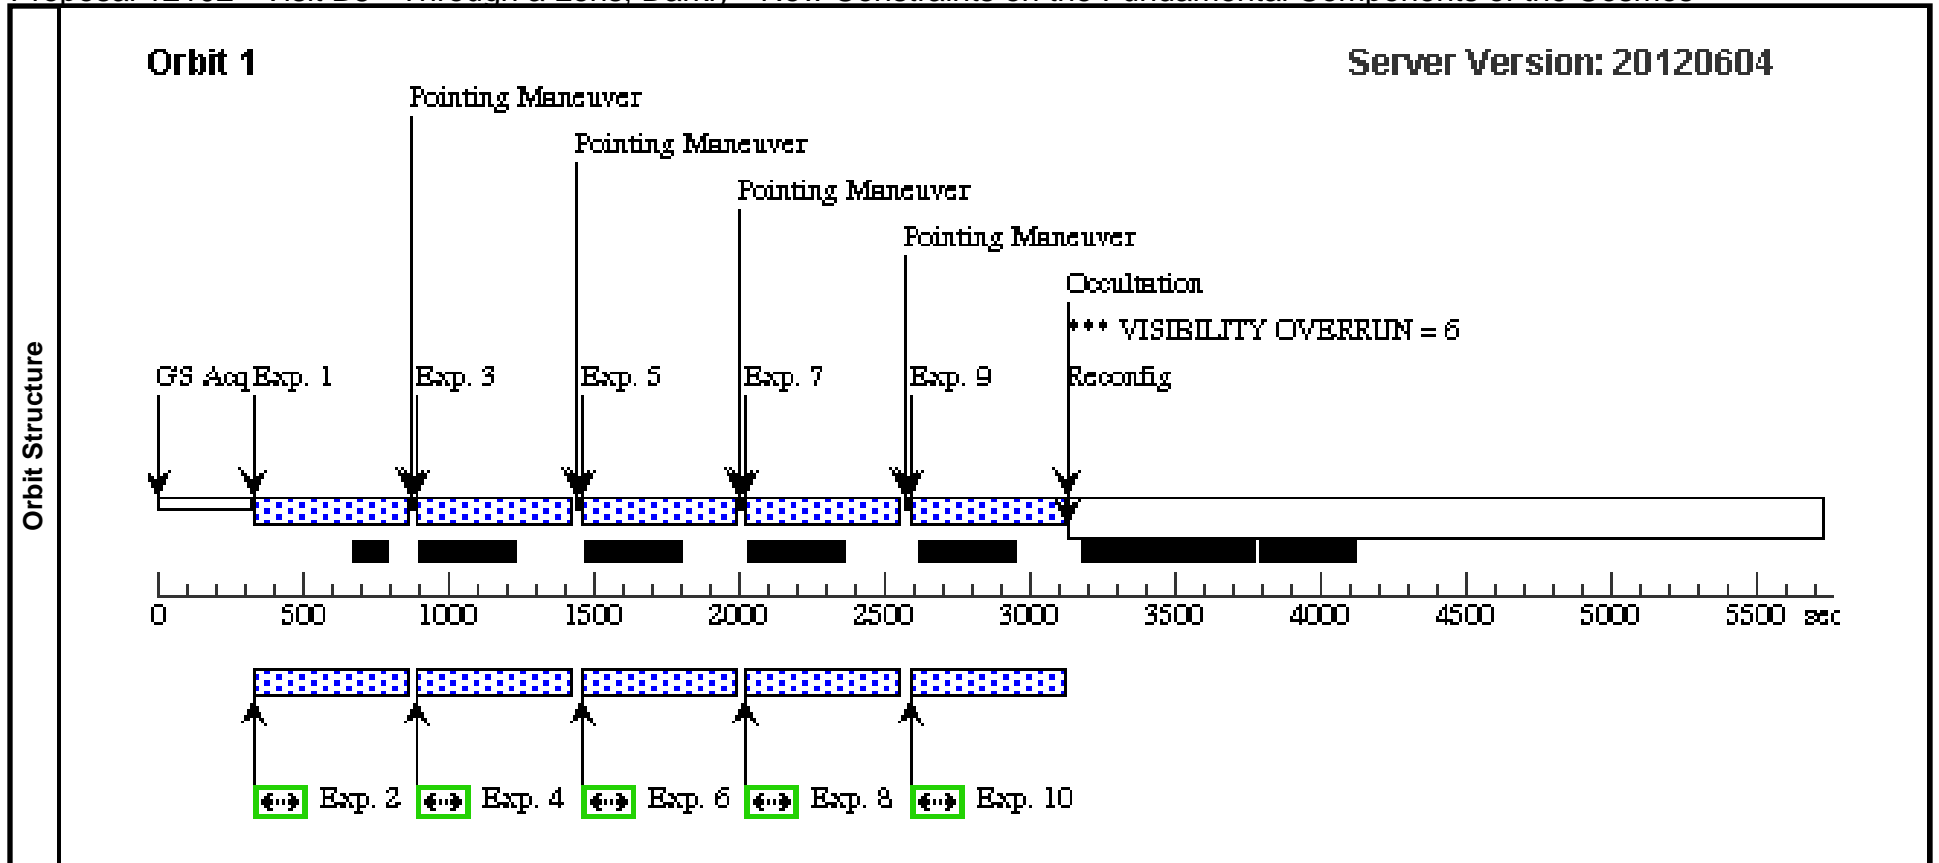 Orbit 1
Server Version: 20120604
Pointing Maneuver
Pointing Maneuver
Pointing Maneuver
Pointing Maneuver
Occultation
*** VISIBILITY OVERRUN = 6
GS Acq Exp. 1 Exp. 3 Exp. 5 Exp. 7 Exp. 9 Reconfig
Orbit Structure
0 500 1000 1500 2000 2500 3000 3500 4000 4500 5000 5500 sec
Exp. 2 Exp. 4 Exp. 6 Exp. 8 Exp. 10